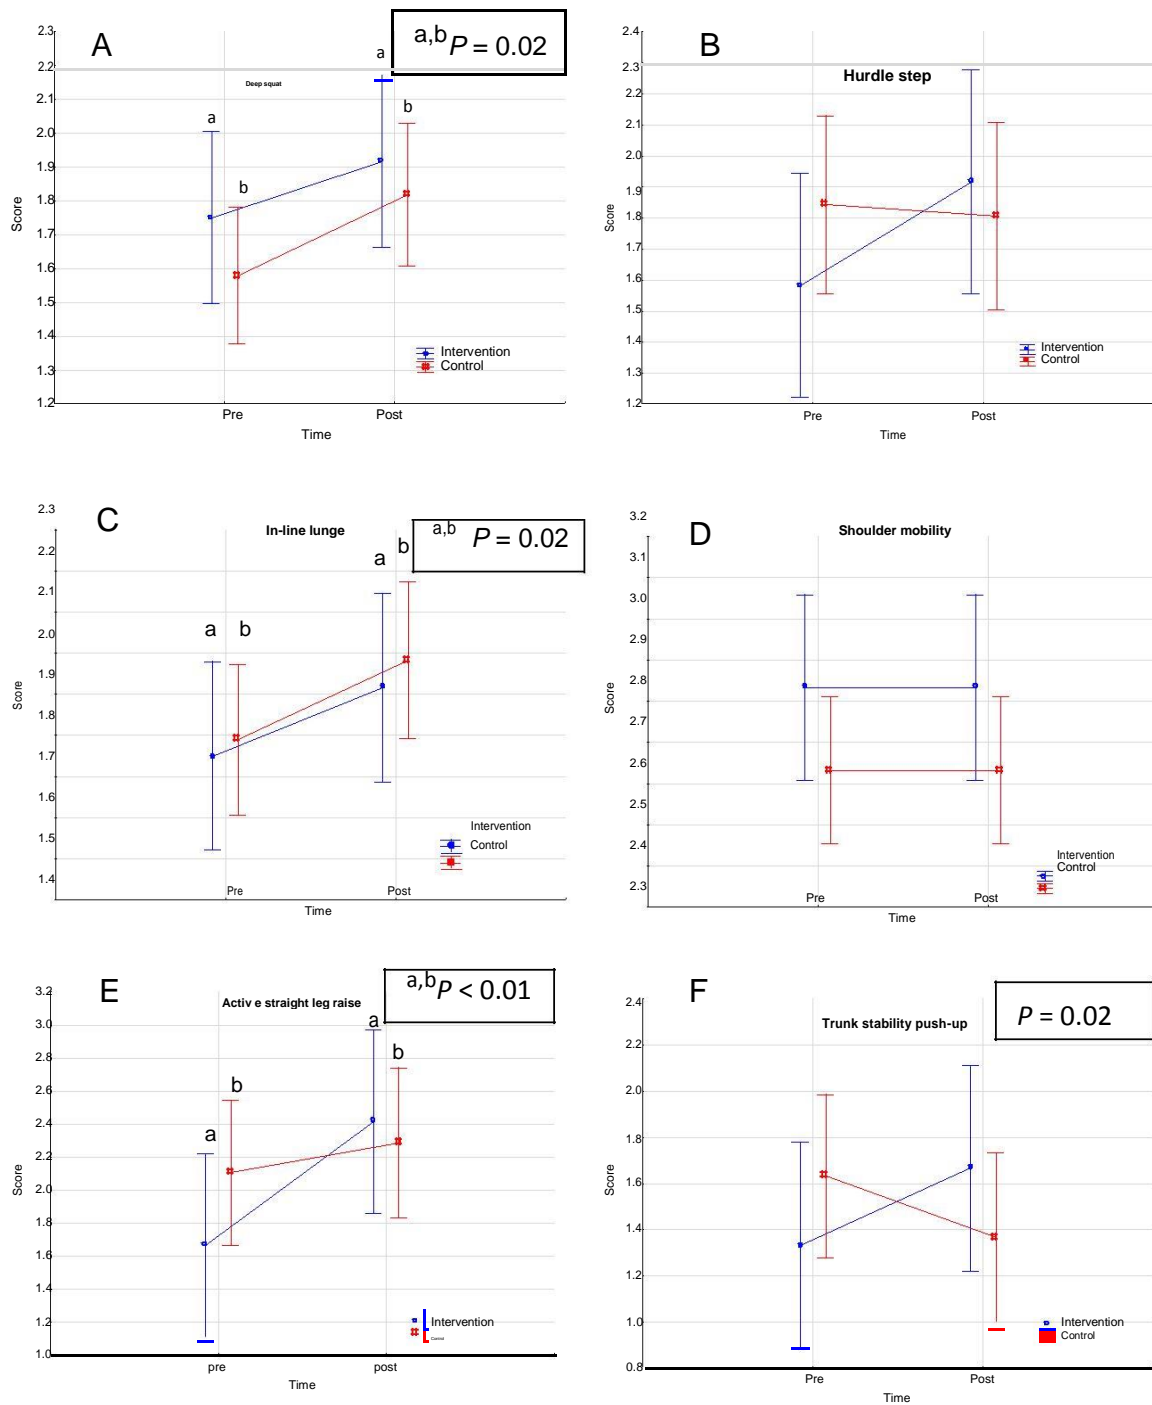 A
a,b P = 0.02
Deep squat
2.3
2.2
2.1
2.0
1.9
1.8
1.7
1.6
1.5
1.4
1.3
1.2
Score
a
b
a
b
Intervention
Control
Pre
Post
Time
B
Hurdle step
2.4
2.3
2.2
2.1
2.0
1.9
1.8
1.7
1.6
1.5
1.4
1.3
1.2
Score
Intervention
Control
Pre
Post
Time
C
In-line lunge
a,b P = 0.02
2.3
2.2
2.1
2.0
1.9
1.8
1.7
1.6
1.5
1.4
Score
a
b
a
b
Intervention
Control
Pre
Post
Time
D
Shoulder mobility
3.2
3.1
3.0
2.9
2.8
2.7
2.6
2.5
2.4
2.3
Score
Intervention
Control
Pre
Post
Time
E
Activ e straight leg raise
a,b P < 0.01
3.2
3.0
2.8
2.6
2.4
2.2
2.0
1.8
1.6
1.4
1.2
1.0
Score
a
b
a
b
Intervention
Control
pre
post
Time
F
Trunk stability push-up
P = 0.02
2.4
2.2
2.0
1.8
1.6
1.4
1.2
1.0
0.8
Score
Intervention
Control
Pre
Post
Time